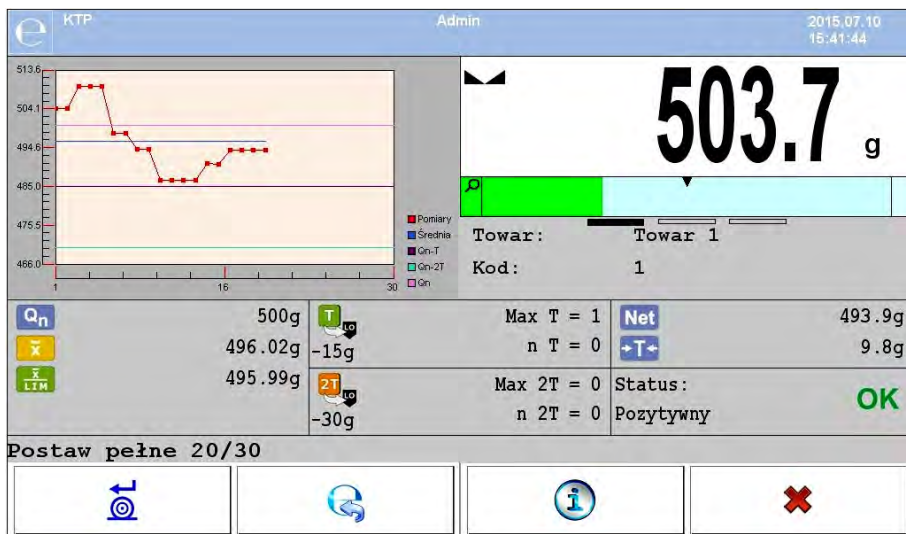 e KTP Admin 2015.07.10
15:41:44
513.6
504.1
494.6
485.0
475.5
466.0
1 16 30
Pomiary
Średnia
Qn-T
Qn-2T
Qn
503.7 g
Towar: Towar 1
Kod: 1
Qn 500g
x̄ 496.02g
x̄ LIM 495.99g
T LO Max T = 1
-15g n T = 0
2T LO Max 2T = 0
-30g n 2T = 0
Net 493.9g
T 9.8g
Status: OK
Pozytywny
Postaw pełne 20/30
i